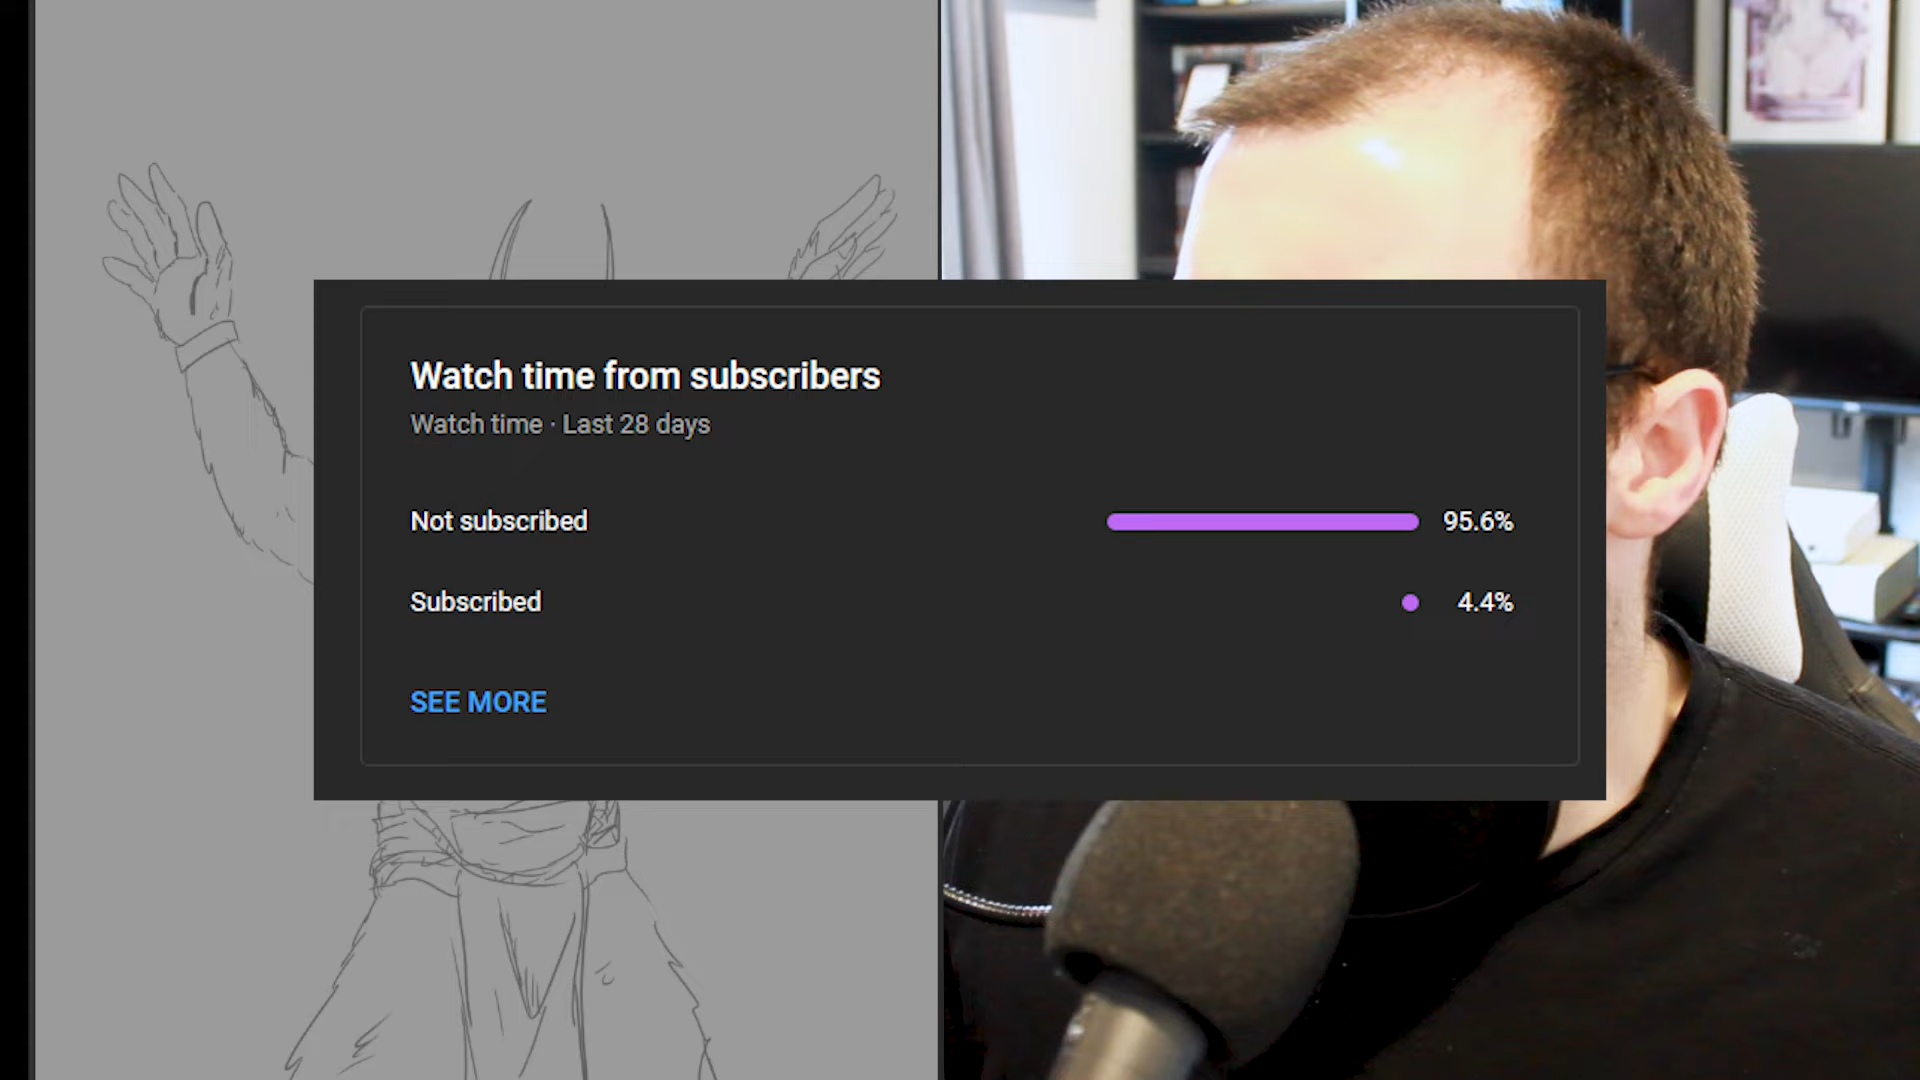 Watch time from subscribers
Watch time · Last 28 days
Not subscribed 95.6%
Subscribed 4.4%
SEE MORE